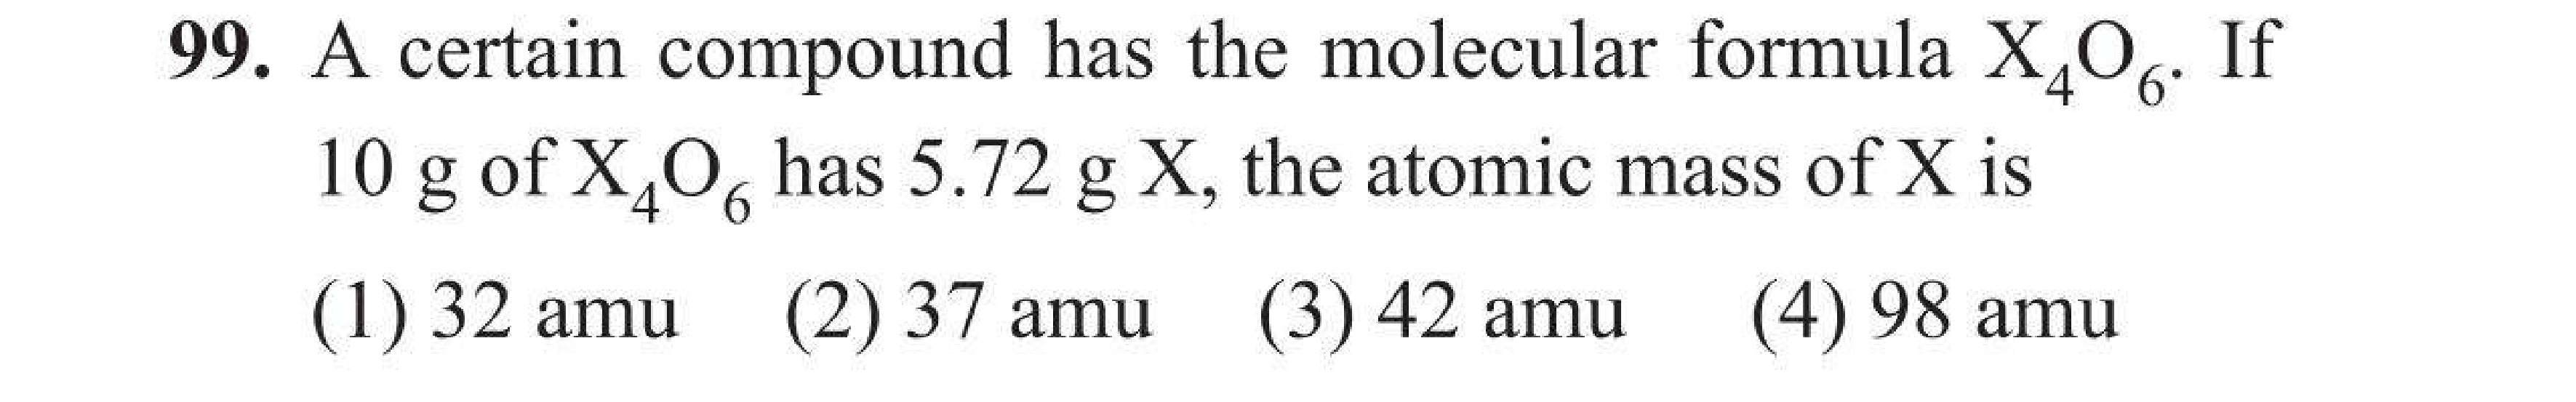 99. A certain compound has the molecular formula X₄O₆. If
10 g of X₄O₆ has 5.72 g X, the atomic mass of X is
(1) 32 amu (2) 37 amu (3) 42 amu (4) 98 amu